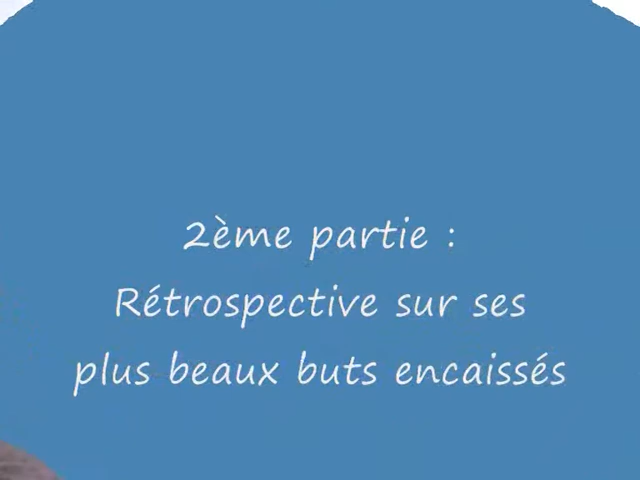 2ème partie :
Rétrospective sur ses
plus beaux buts encaissés